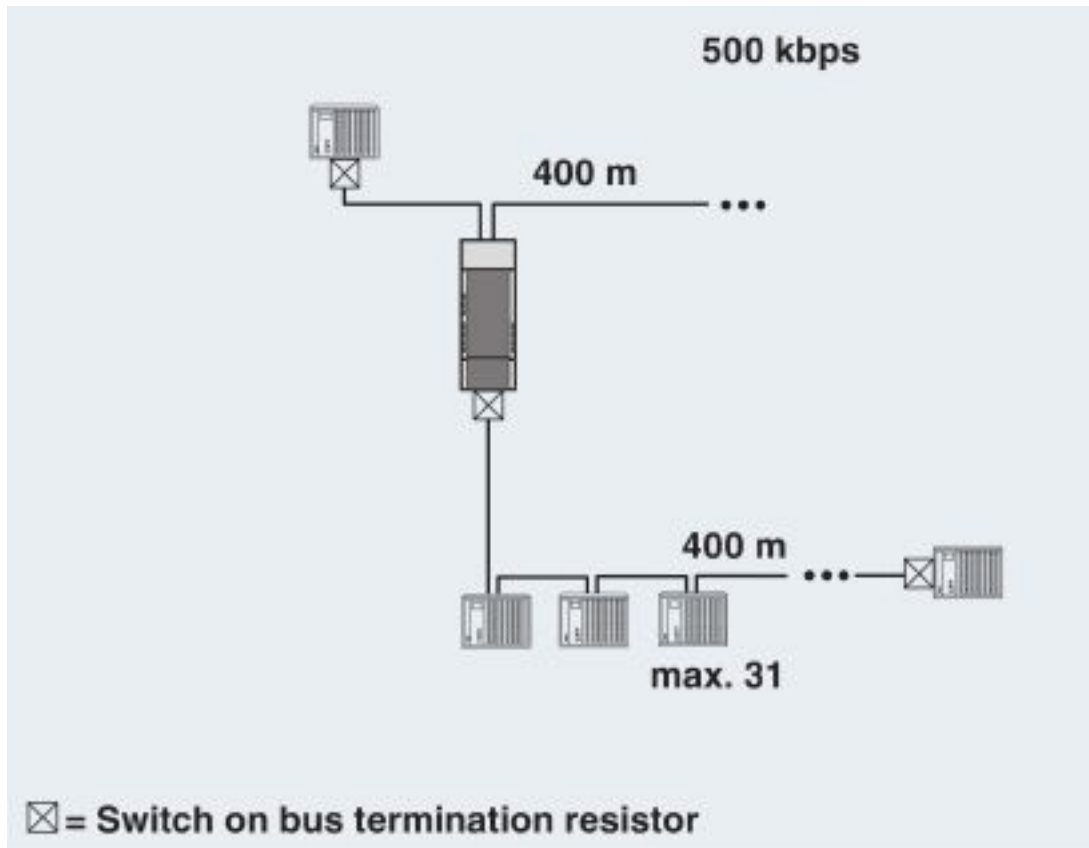 500 kbps
400 m
400 m
max. 31
= Switch on bus termination resistor